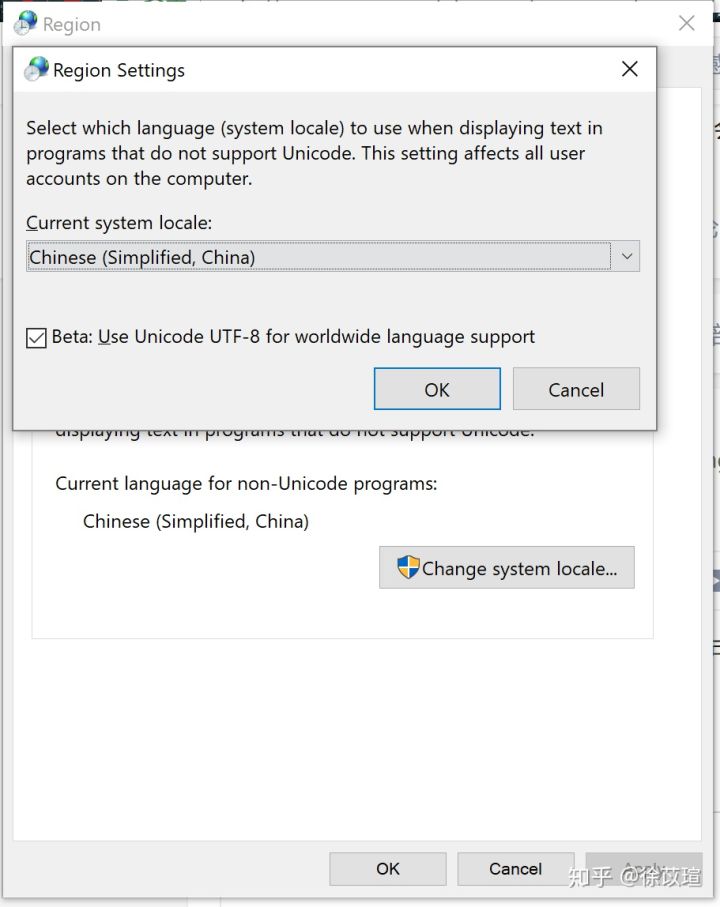 Region
Region Settings
Select which language (system locale) to use when displaying text in
programs that do not support Unicode. This setting affects all user
accounts on the computer.
Current system locale:
Chinese (Simplified, China)
Beta: Use Unicode UTF-8 for worldwide language support
OK
Cancel
displaying text in programs that do not support Unicode.
Current language for non-Unicode programs:
Chinese (Simplified, China)
Change system locale...
OK
Cancel
Apply
知乎 @徐苡瑄